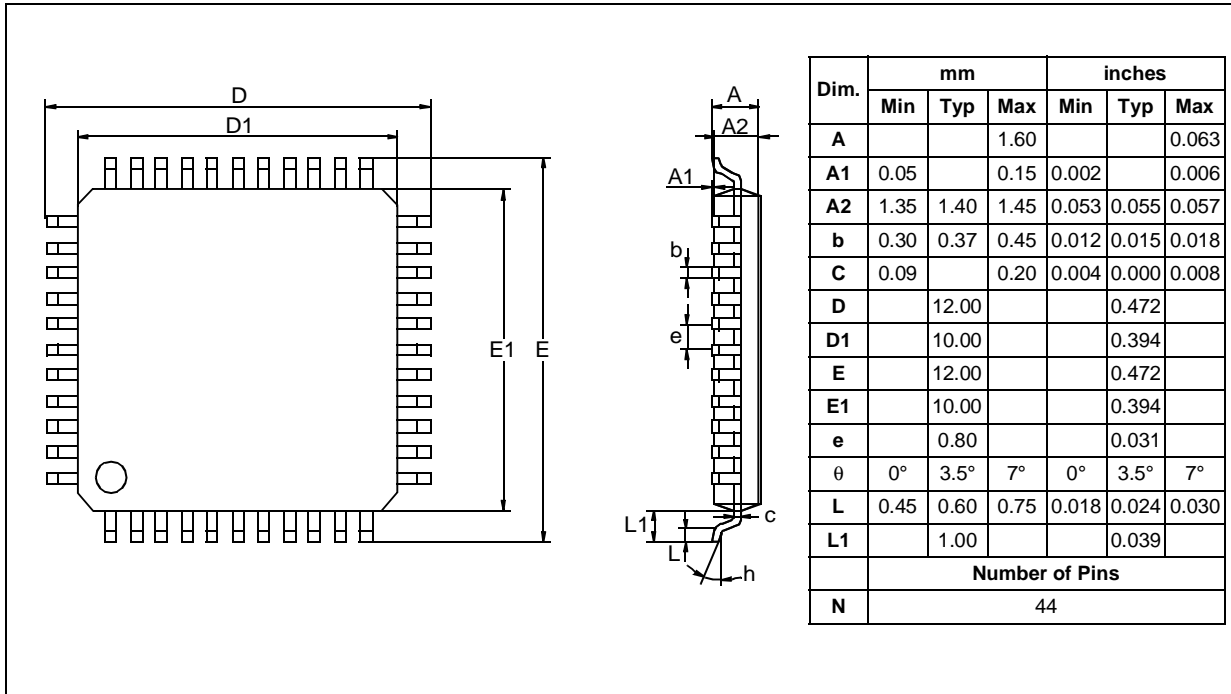 D
D1
E1
E
A
A2
A1
b
e
L1
L
c
h
Dim. mm inches
Min Typ Max Min Typ Max
A 1.60 0.063
A1 0.05 0.15 0.002 0.006
A2 1.35 1.40 1.45 0.053 0.055 0.057
b 0.30 0.37 0.45 0.012 0.015 0.018
C 0.09 0.20 0.004 0.000 0.008
D 12.00 0.472
D1 10.00 0.394
E 12.00 0.472
E1 10.00 0.394
e 0.80 0.031
θ 0° 3.5° 7° 0° 3.5° 7°
L 0.45 0.60 0.75 0.018 0.024 0.030
L1 1.00 0.039
Number of Pins
N 44